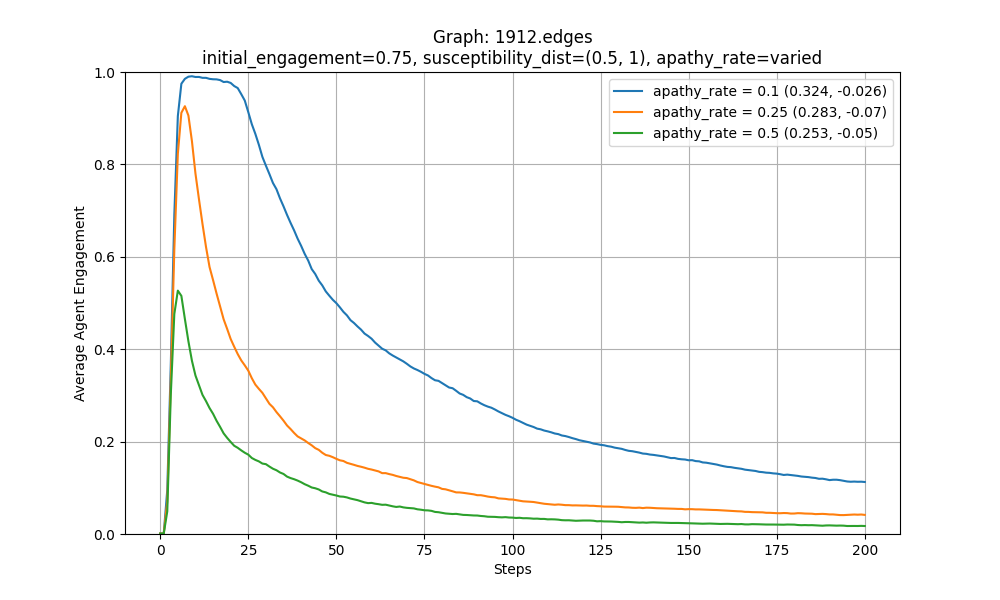 Graph: 1912.edges
initial_engagement=0.75, susceptibility_dist=(0.5, 1), apathy_rate=varied
apathy_rate = 0.1 (0.324, -0.026)
apathy_rate = 0.25 (0.283, -0.07)
apathy_rate = 0.5 (0.253, -0.05)
Average Agent Engagement
1.0
0.8
0.6
0.4
0.2
0.0
0 25 50 75 100 125 150 175 200
Steps